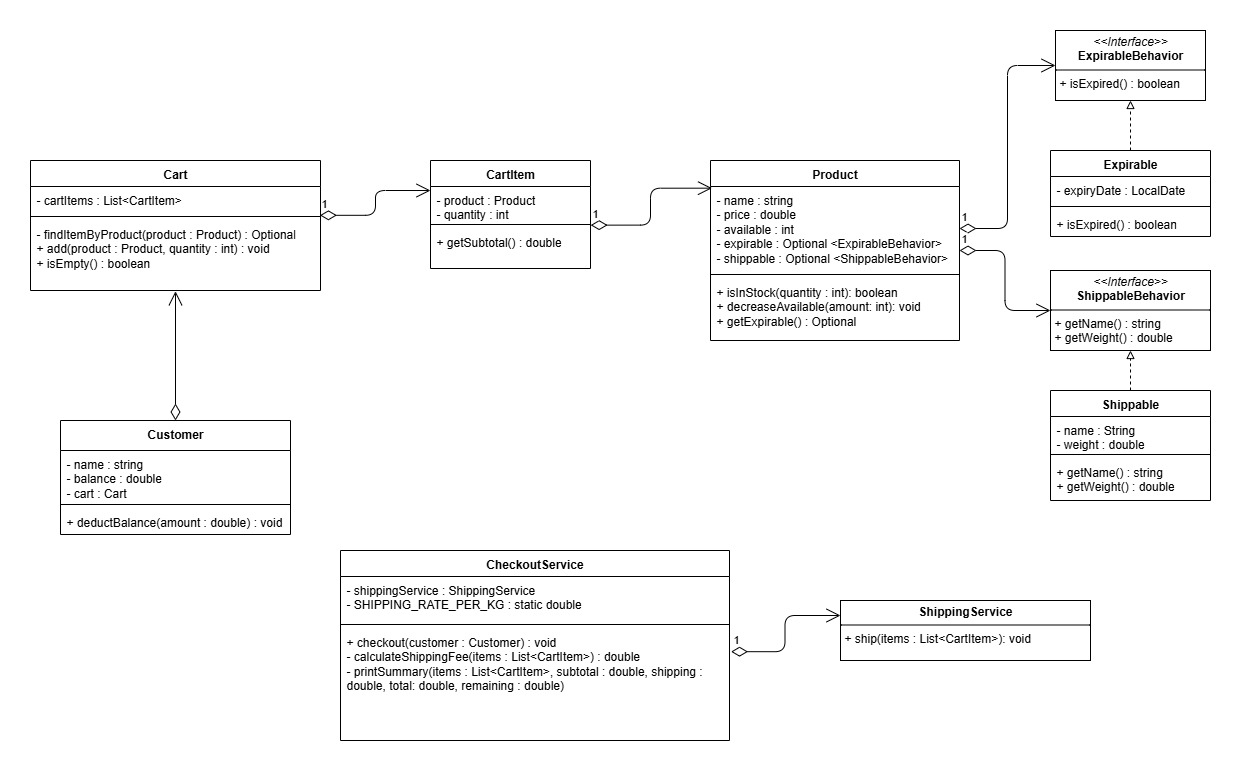 <<Interface>>
ExpirableBehavior
+ isExpired() : boolean
Expirable
- expiryDate : LocalDate
+ isExpired() : boolean
Cart
- cartItems : List<CartItem>
- findItemByProduct(product : Product) : Optional
+ add(product : Product, quantity : int) : void
+ isEmpty() : boolean
1
CartItem
- product : Product
- quantity : int
+ getSubtotal() : double
1
Product
- name : string
- price : double
- available : int
- expirable : Optional <ExpirableBehavior>
- shippable : Optional <ShippableBehavior>
+ isInStock(quantity : int): boolean
+ decreaseAvailable(amount: int): void
+ getExpirable() : Optional
1
1
<<Interface>>
ShippableBehavior
+ getName() : string
+ getWeight() : double
Shippable
- name : String
- weight : double
+ getName() : string
+ getWeight() : double
Customer
- name : string
- balance : double
- cart : Cart
+ deductBalance(amount : double) : void
CheckoutService
- shippingService : ShippingService
- SHIPPING_RATE_PER_KG : static double
+ checkout(customer : Customer) : void
- calculateShippingFee(items : List<CartItem>) : double
- printSummary(items : List<CartItem>, subtotal : double, shipping :
double, total: double, remaining : double)
1
ShippingService
+ ship(items : List<CartItem>): void